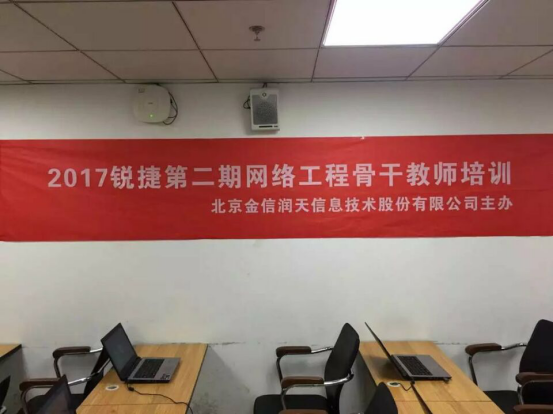 2017锐捷第二期网络工程骨干教师培训
北京金信润天信息技术股份有限公司主办